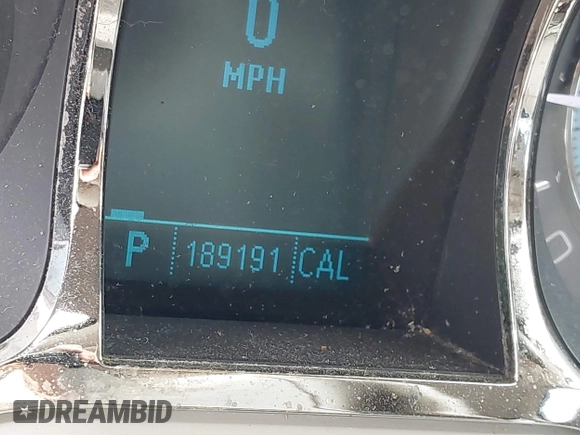 0
MPH
P 189191 CAL
DREAMBID